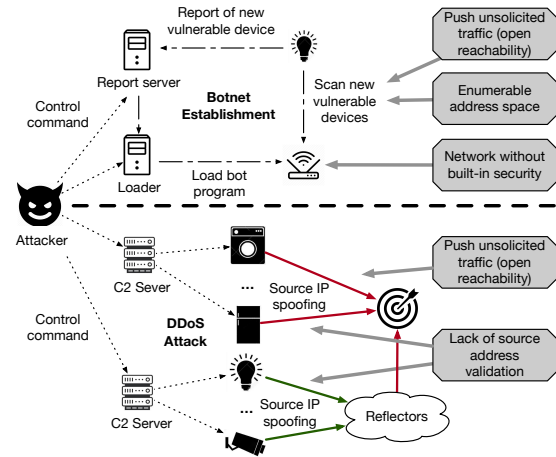 Report of new
vulnerable device
Push unsolicited
traffic (open
reachability)
Report server
Scan new
vulnerable
devices
Enumerable
address space
Control
command
Botnet
Establishment
Network without
built-in security
Loader
Load bot
program
Attacker
C2 Sever
...
Source IP
spoofing
Push unsolicited
traffic (open
reachability)
Control
command
DDoS
Attack
Lack of source
address
validation
C2 Server
...
Source IP
spoofing
Reflectors